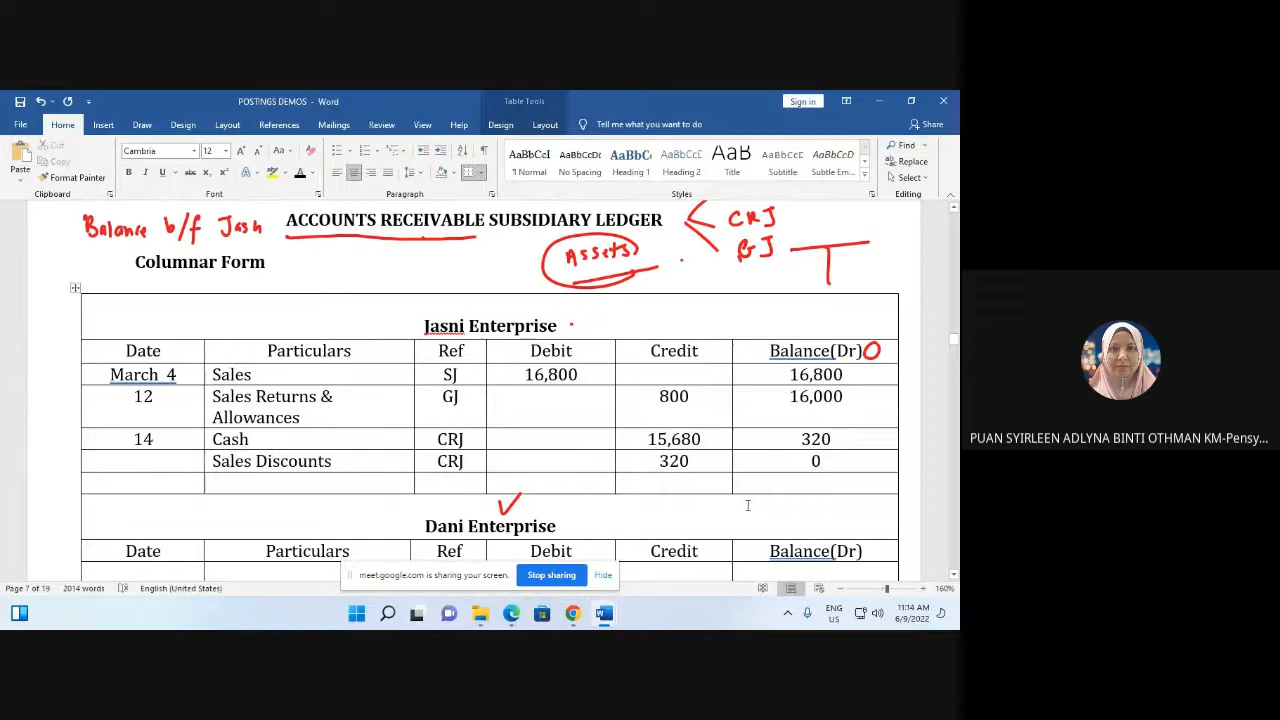 POSTINGS DEMOS - Word
Table Tools
Sign in
File Home Insert Draw Design Layout References Mailings Review View Help Design Layout Tell me what you want to do Share
Paste
Cut
Copy
Format Painter
Clipboard
Cambria 12
Font
Paragraph
AaBbCcI AaBbCcDc AaBbC AaBbCcD AaB AaBbCcD AaBbCcDt
¶ Normal No Spacing Heading 1 Heading 2 Title Subtitle Subtle Em...
Styles
Find
Replace
Select
Editing
Balance b/f Jash ACCOUNTS RECEIVABLE SUBSIDIARY LEDGER CRJ
Assets GJ
Columnar Form
Jasni Enterprise
Date Particulars Ref Debit Credit Balance(Dr)
March 4 Sales SJ 16,800 16,800
12 Sales Returns & GJ 800 16,000
Allowances
14 Cash CRJ 15,680 320
Sales Discounts CRJ 320 0
Dani Enterprise
Date Particulars Ref Debit Credit Balance(Dr)
meet.google.com is sharing your screen. Stop sharing Hide
Page 7 of 19 2014 words English (United States) 160%
ENG US
11:14 AM
6/9/2022
PUAN SYIRLEEN ADLYNA BINTI OTHMAN KM-Pensy...